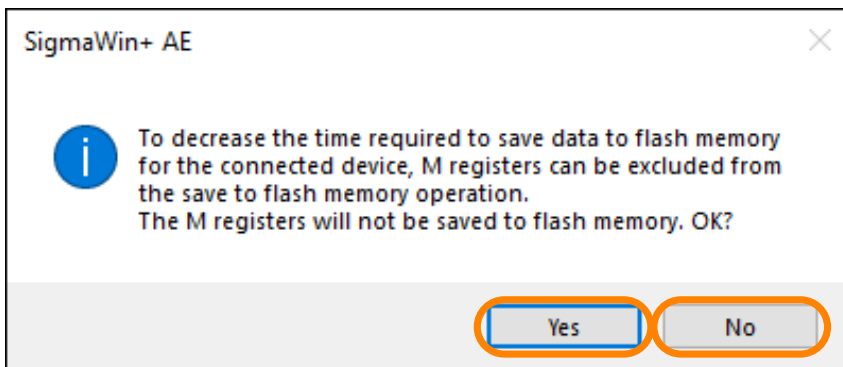 SigmaWin+ AE
To decrease the time required to save data to flash memory
for the connected device, M registers can be excluded from
the save to flash memory operation.
The M registers will not be saved to flash memory. OK?
Yes
No